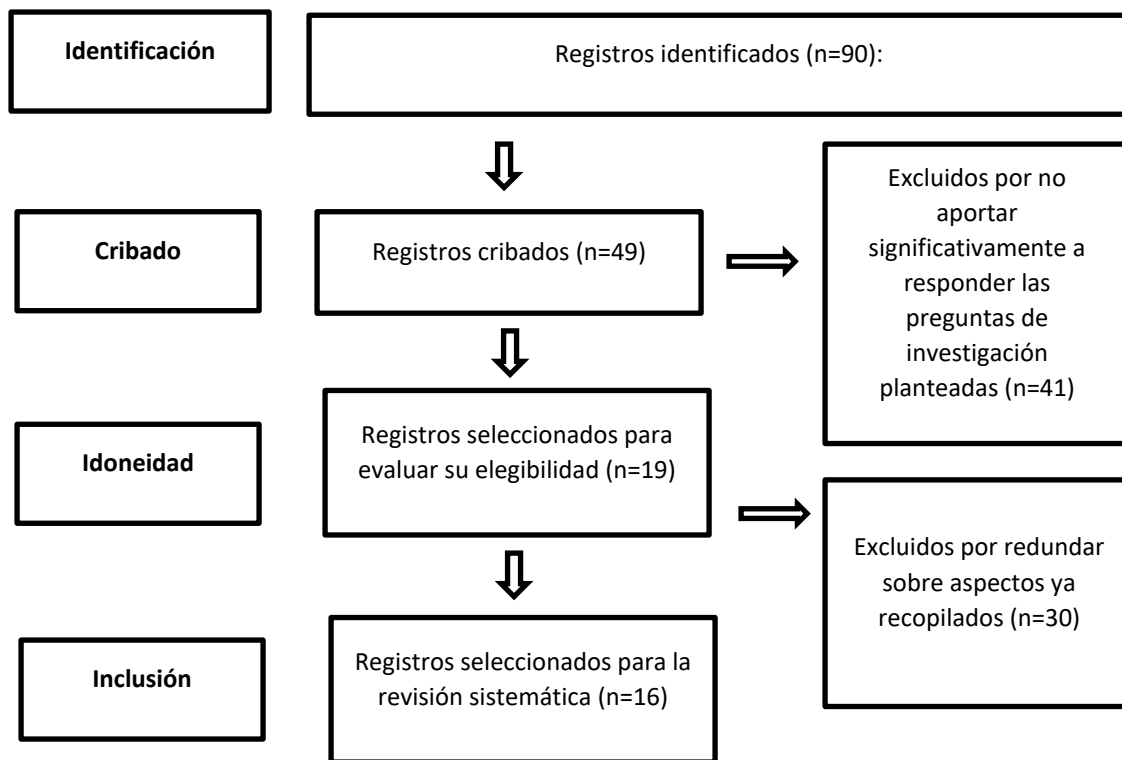 Identificación
Registros identificados (n=90):
Cribado
Registros cribados (n=49)
Excluidos por no
aportar
significativamente a
responder las
preguntas de
investigación
planteadas (n=41)
Idoneidad
Registros seleccionados para
evaluar su elegibilidad (n=19)
Excluidos por redundar
sobre aspectos ya
recopilados (n=30)
Inclusión
Registros seleccionados para la
revisión sistemática (n=16)